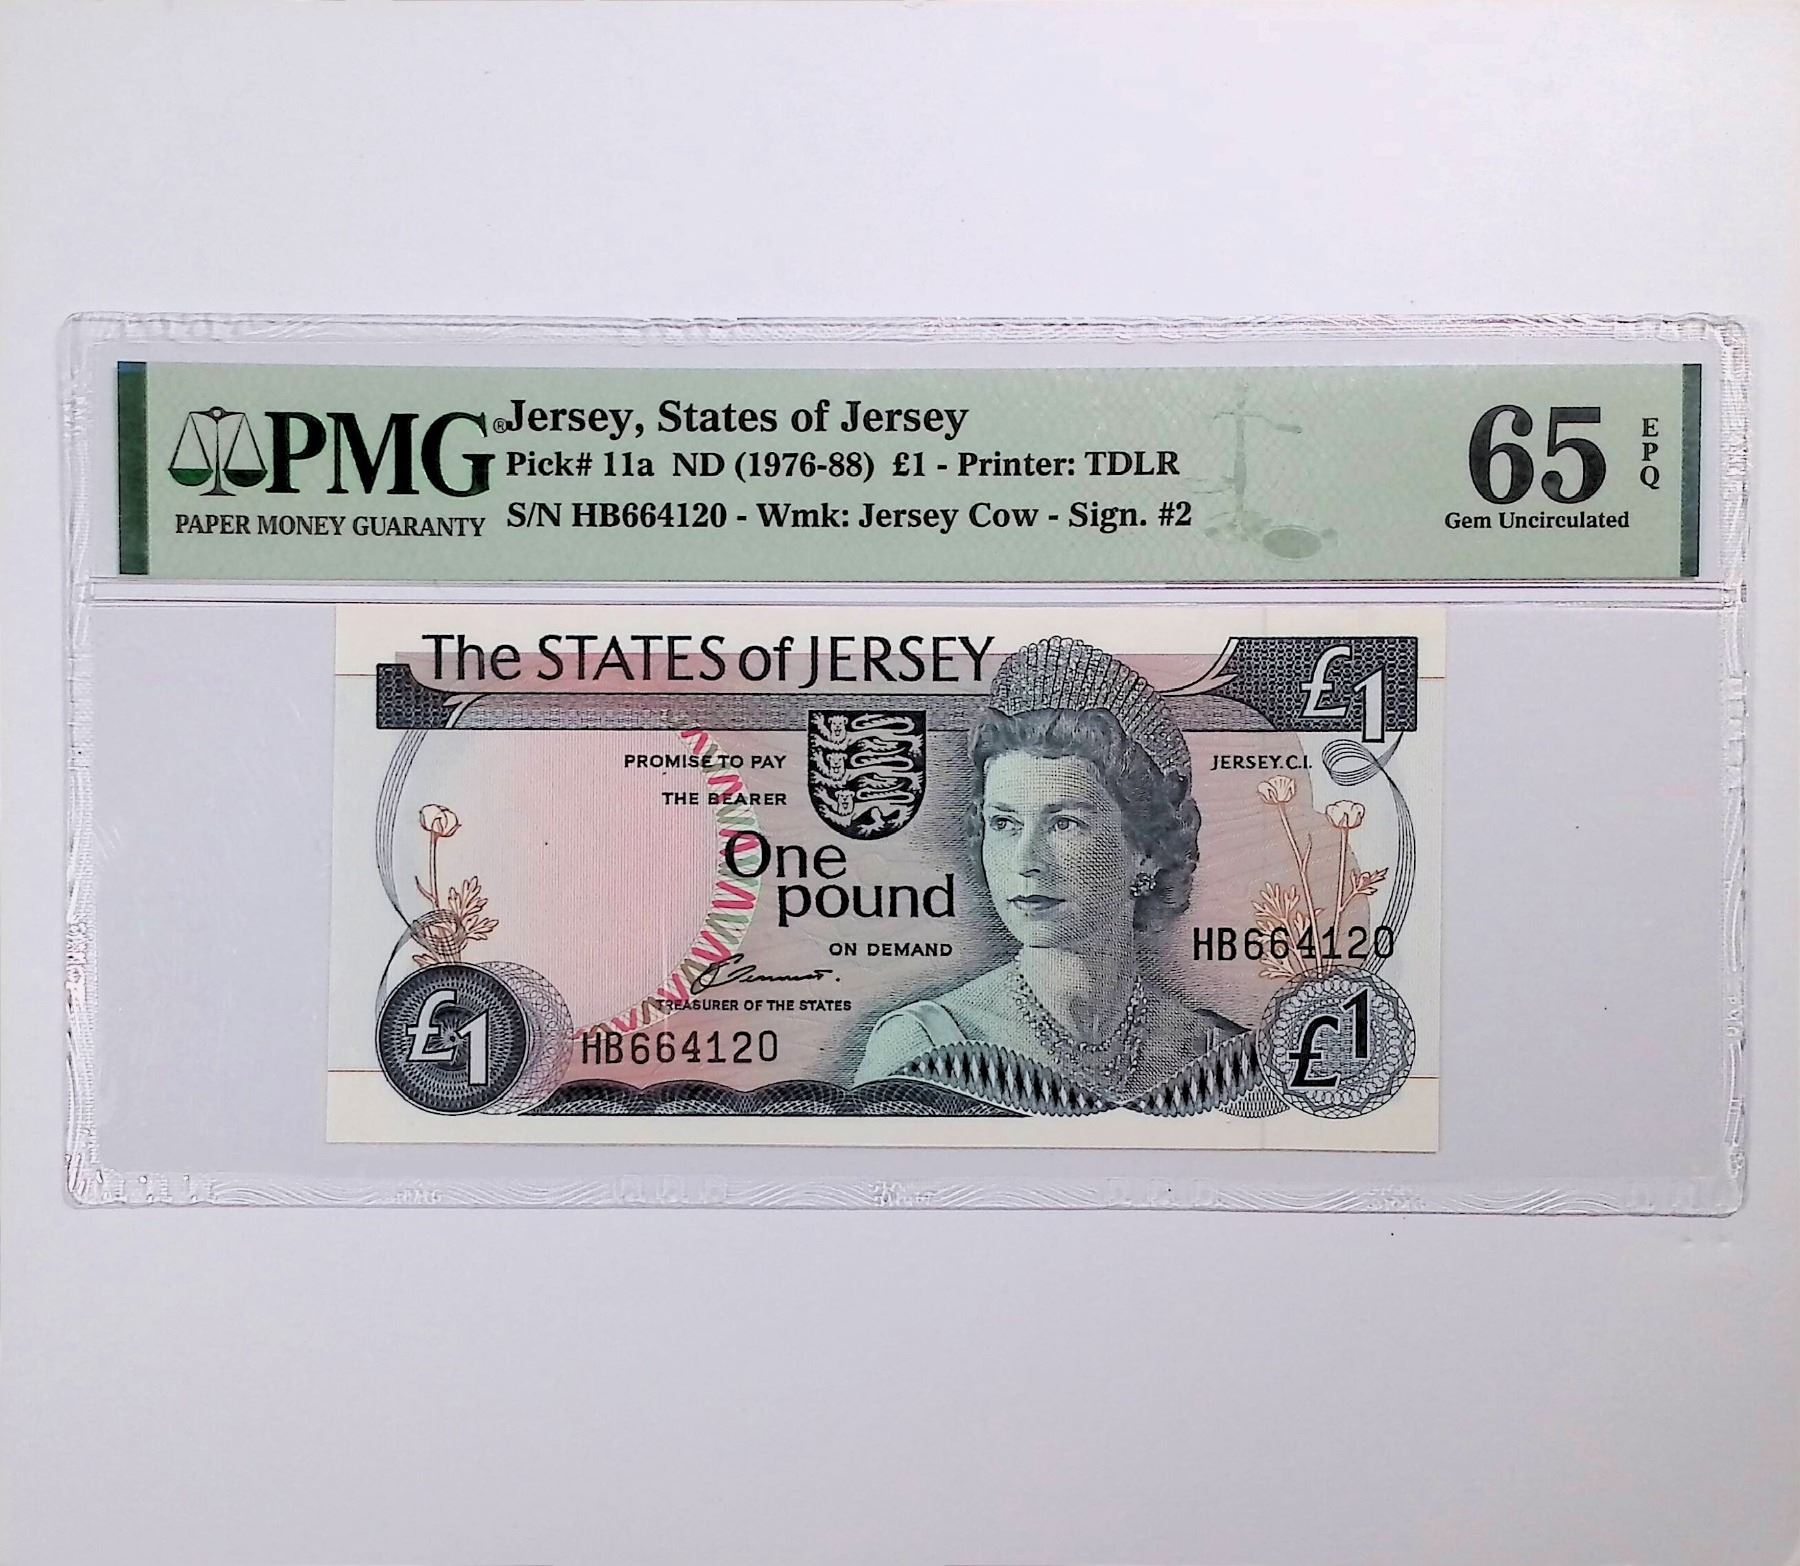 PMG®
PAPER MONEY GUARANTY
Jersey, States of Jersey
Pick# 11a ND (1976-88) £1 - Printer: TDLR
S/N HB664120 - Wmk: Jersey Cow - Sign. #2
65
EPQ
Gem Uncirculated
The STATES of JERSEY
£1
PROMISE TO PAY
THE BEARER
JERSEY.C.I.
One
pound
ON DEMAND
HB664120
TREASURER OF THE STATES
HB664120
£1
£1